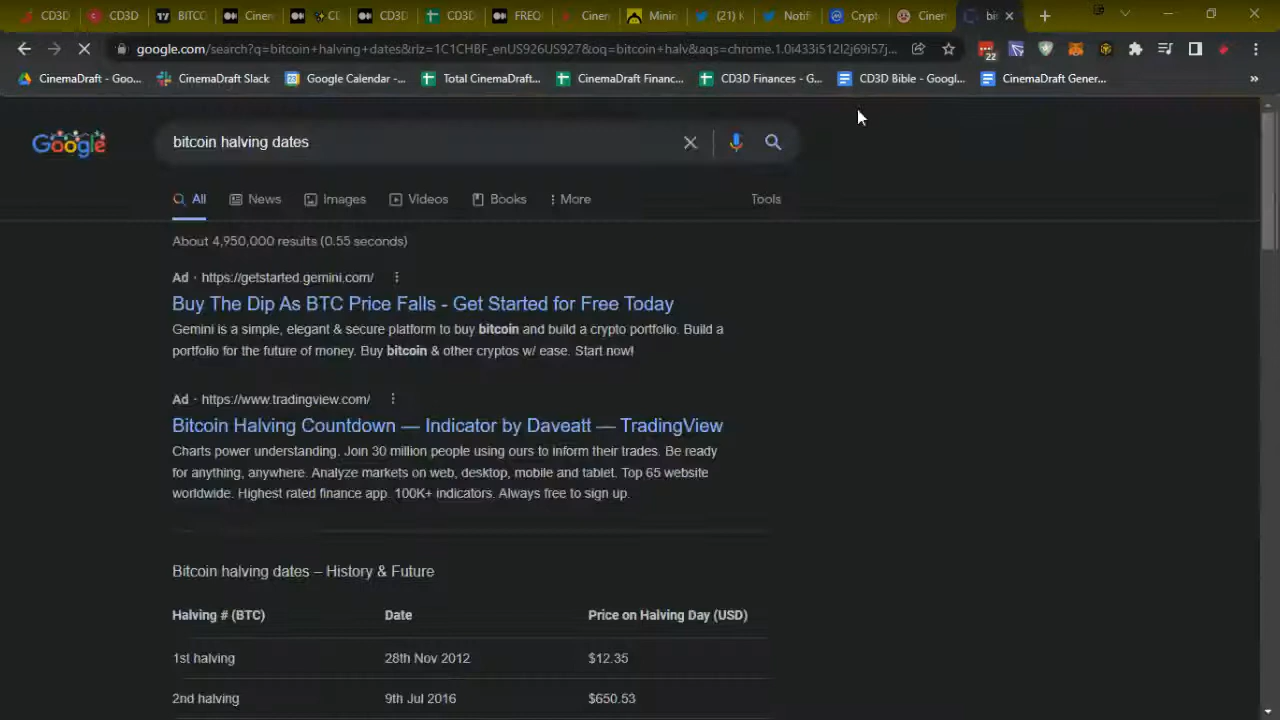 CD3D
CD3D
BITCC
Cinen
CD
CD3D
CD3D
FREQ
Cinen
Minin
(21) K
Notifi
Crypt
Cinen
bi
google.com/search?q=bitcoin+halving+dates&rlz=1C1CHBF_enUS926US927&oq=bitcoin+halv&aqs=chrome.1.0i433i512l2j69i57j...
22
CinemaDraft - Goo...
CinemaDraft Slack
Google Calendar -...
Total CinemaDraft...
CinemaDraft Financ...
CD3D Finances - G...
CD3D Bible - Googl...
CinemaDraft Gener...
»
Google
bitcoin halving dates
All
News
Images
Videos
Books
More
Tools
About 4,950,000 results (0.55 seconds)
Ad · https://getstarted.gemini.com/
Buy The Dip As BTC Price Falls - Get Started for Free Today
Gemini is a simple, elegant & secure platform to buy bitcoin and build a crypto portfolio. Build a
portfolio for the future of money. Buy bitcoin & other cryptos w/ ease. Start now!
Ad · https://www.tradingview.com/
Bitcoin Halving Countdown — Indicator by Daveatt — TradingView
Charts power understanding. Join 30 million people using ours to inform their trades. Be ready
for anything, anywhere. Analyze markets on web, desktop, mobile and tablet. Top 65 website
worldwide. Highest rated finance app. 100K+ indicators. Always free to sign up.
Bitcoin halving dates – History & Future
Halving # (BTC) Date Price on Halving Day (USD)
1st halving 28th Nov 2012 $12.35
2nd halving 9th Jul 2016 $650.53